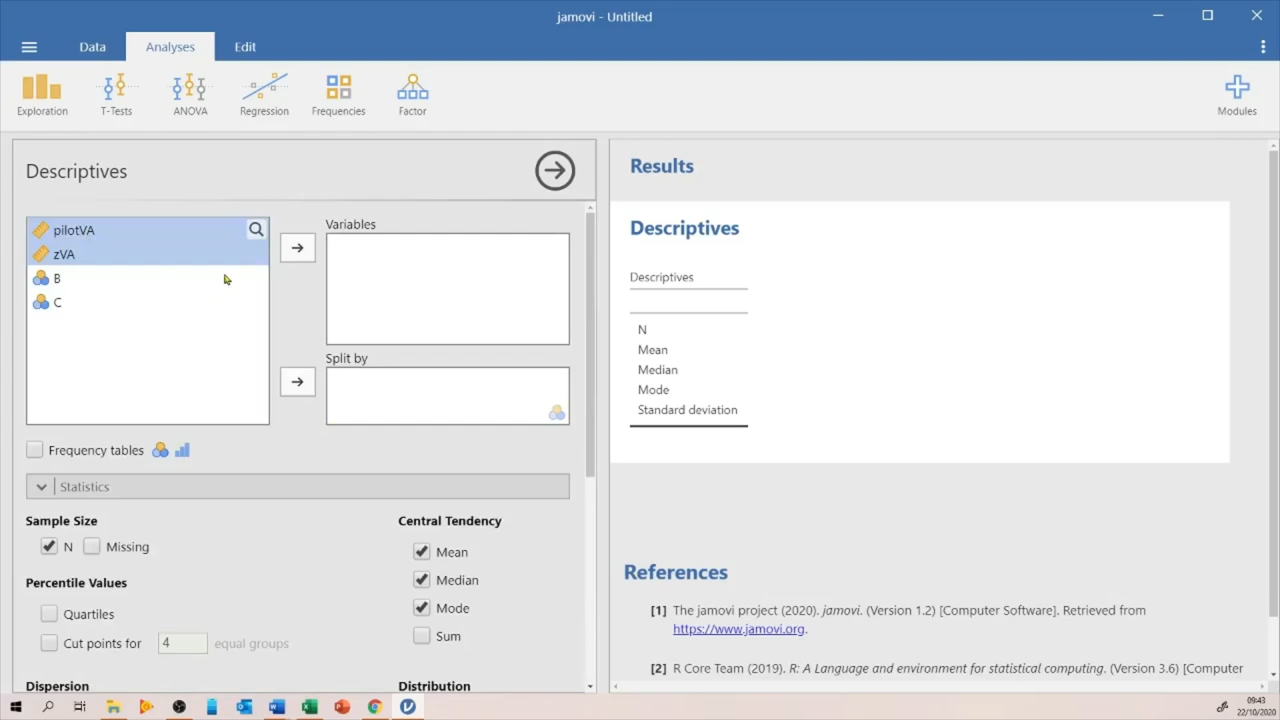 jamovi - Untitled
Data
Analyses
Edit
Exploration
T-Tests
ANOVA
Regression
Frequencies
Factor
Modules
Descriptives
pilotVA
zVA
B
C
Variables
Split by
Frequency tables
Statistics
Sample Size
N
Missing
Percentile Values
Quartiles
Cut points for 4 equal groups
Dispersion
Central Tendency
Mean
Median
Mode
Sum
Distribution
Results
Descriptives
Descriptives
N
Mean
Median
Mode
Standard deviation
References
[1] The jamovi project (2020). jamovi. (Version 1.2) [Computer Software]. Retrieved from
https://www.jamovi.org.
[2] R Core Team (2019). R: A Language and environment for statistical computing. (Version 3.6) [Computer
09:43
22/10/2020